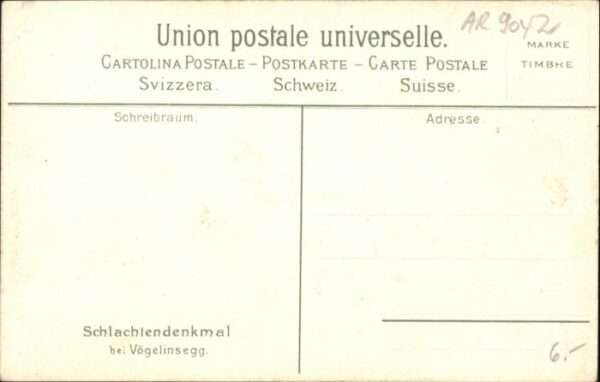 AR 9042
Union postale universelle.
CARTOLINA POSTALE – POSTKARTE – CARTE POSTALE
Svizzera. Schweiz. Suisse.
MARKE
TIMBRE
Schreibraum. Adresse.
Schlachtendenkmal
bei Vögelinsegg.
6.-